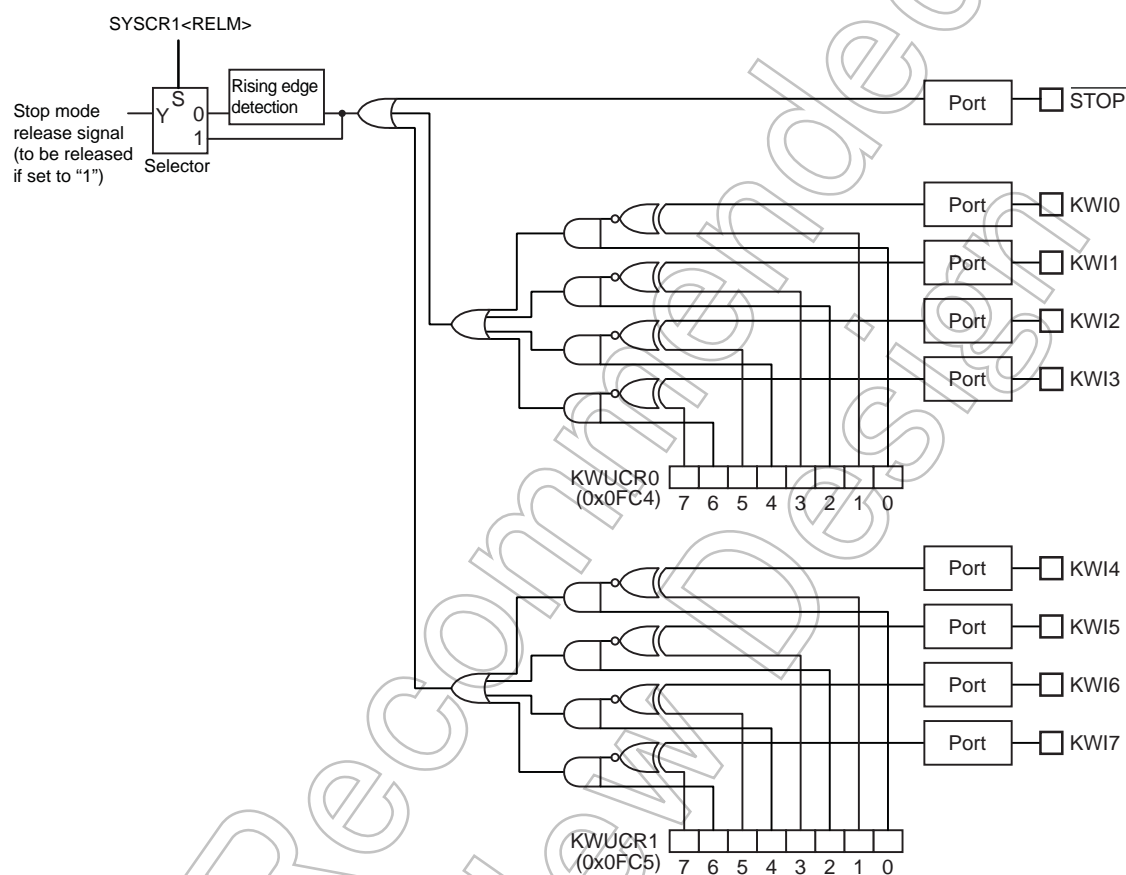 SYSCR1<RELM>
Stop mode
release signal
(to be released
if set to “1”)
S
Y 0
1
Selector
Rising edge
detection
Port STOP
Port KWI0
Port KWI1
Port KWI2
Port KWI3
KWUCR0
(0x0FC4)
7 6 5 4 3 2 1 0
Port KWI4
Port KWI5
Port KWI6
Port KWI7
KWUCR1
(0x0FC5)
7 6 5 4 3 2 1 0
Recommended
Design